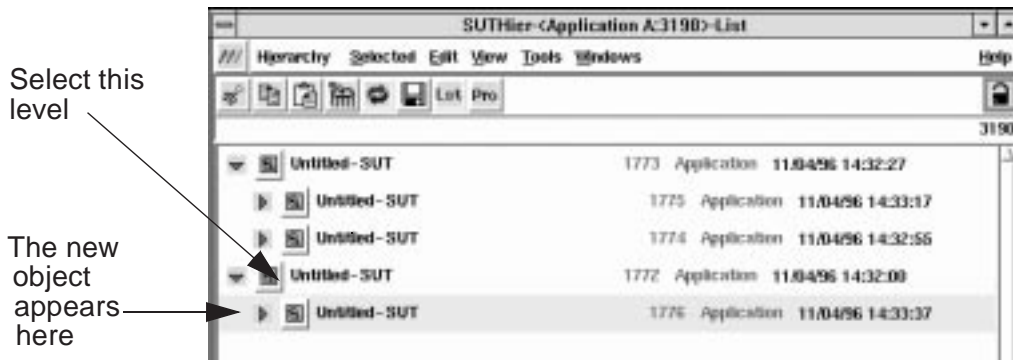 SUTHier-<Application A:3190>-List
Hierarchy Selected Edit View Tools Windows Help
Lst Pro
3190
Select this
level
Untitled-SUT 1773 Application 11/04/96 14:32:27
Untitled-SUT 1775 Application 11/04/96 14:33:17
Untitled-SUT 1774 Application 11/04/96 14:32:55
Untitled-SUT 1772 Application 11/04/96 14:32:00
Untitled-SUT 1776 Application 11/04/96 14:33:37
The new
object
appears
here